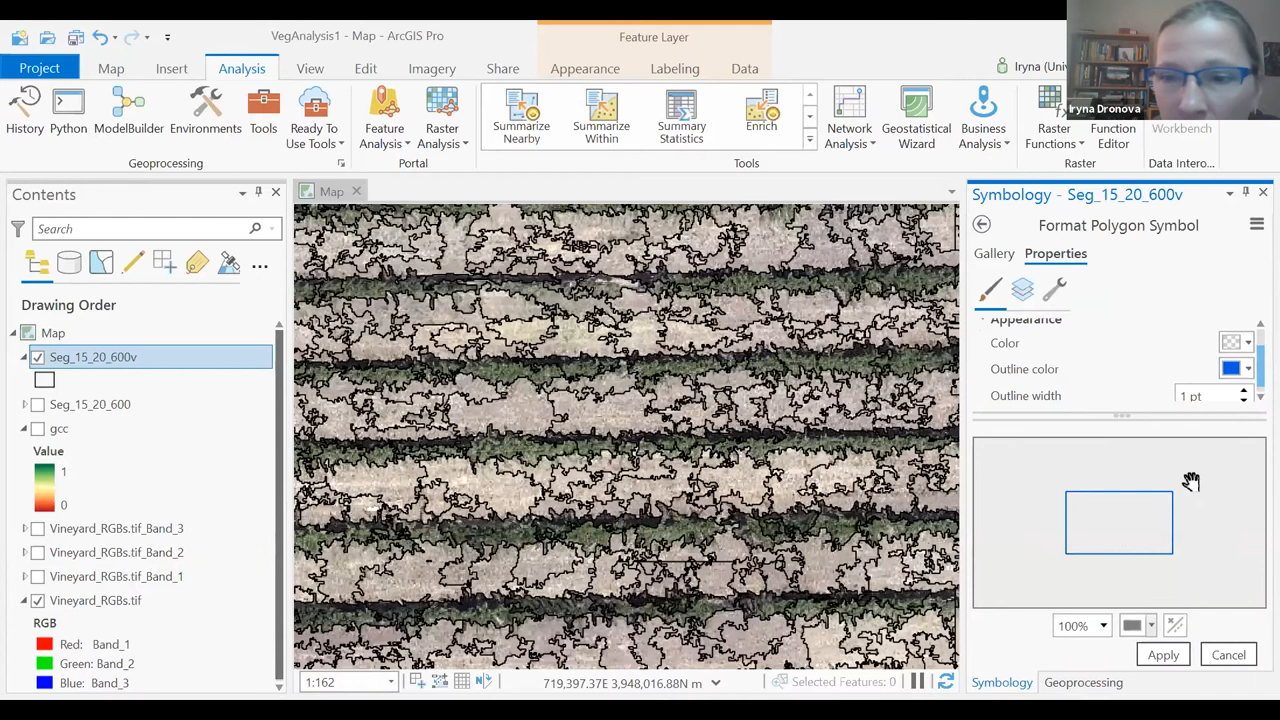 VegAnalysis1 - Map - ArcGIS Pro
Feature Layer
Project
Map
Insert
Analysis
View
Edit
Imagery
Share
Appearance
Labeling
Data
Iryna (Uni
Iryna Dronova
History
Python
ModelBuilder
Environments
Tools
Ready To
Use Tools
Feature
Analysis
Raster
Analysis
Summarize
Nearby
Summarize
Within
Summary
Statistics
Enrich
Network
Analysis
Geostatistical
Wizard
Business
Analysis
Raster
Functions
Function
Editor
Workbench
Geoprocessing
Portal
Tools
Raster
Data Intero...
Contents
Search
Drawing Order
Map
Seg_15_20_600v
Seg_15_20_600
gcc
Value
1
0
Vineyard_RGBs.tif_Band_3
Vineyard_RGBs.tif_Band_2
Vineyard_RGBs.tif_Band_1
Vineyard_RGBs.tif
RGB
Red: Band_1
Green: Band_2
Blue: Band_3
Map
1:162
719,397.37E 3,948,016.88N m
Selected Features: 0
Symbology - Seg_15_20_600v
Format Polygon Symbol
Gallery
Properties
Appearance
Color
Outline color
Outline width
1 pt
100%
Apply
Cancel
Symbology
Geoprocessing